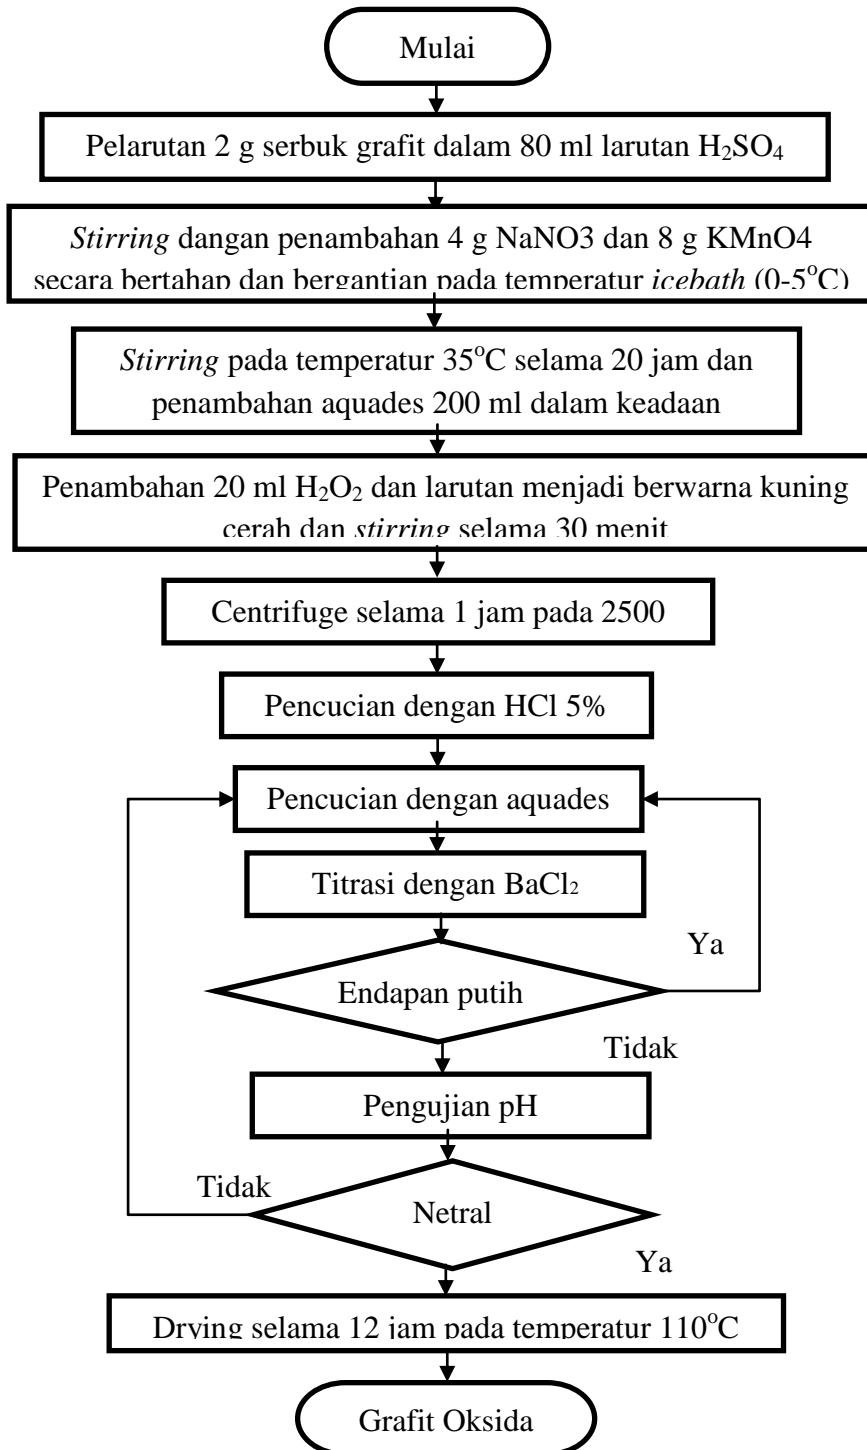 Mulai
Pelarutan 2 g serbuk grafit dalam 80 ml larutan H₂SO₄
Stirring dangan penambahan 4 g NaNO3 dan 8 g KMnO4
secara bertahap dan bergantian pada temperatur icebath (0-5°C)
Stirring pada temperatur 35°C selama 20 jam dan
penambahan aquades 200 ml dalam keadaan
Penambahan 20 ml H₂O₂ dan larutan menjadi berwarna kuning
cerah dan stirring selama 30 menit
Centrifuge selama 1 jam pada 2500
Pencucian dengan HCl 5%
Pencucian dengan aquades
Titrasi dengan BaCl₂
Ya
Endapan putih
Tidak
Pengujian pH
Tidak
Netral
Ya
Drying selama 12 jam pada temperatur 110°C
Grafit Oksida